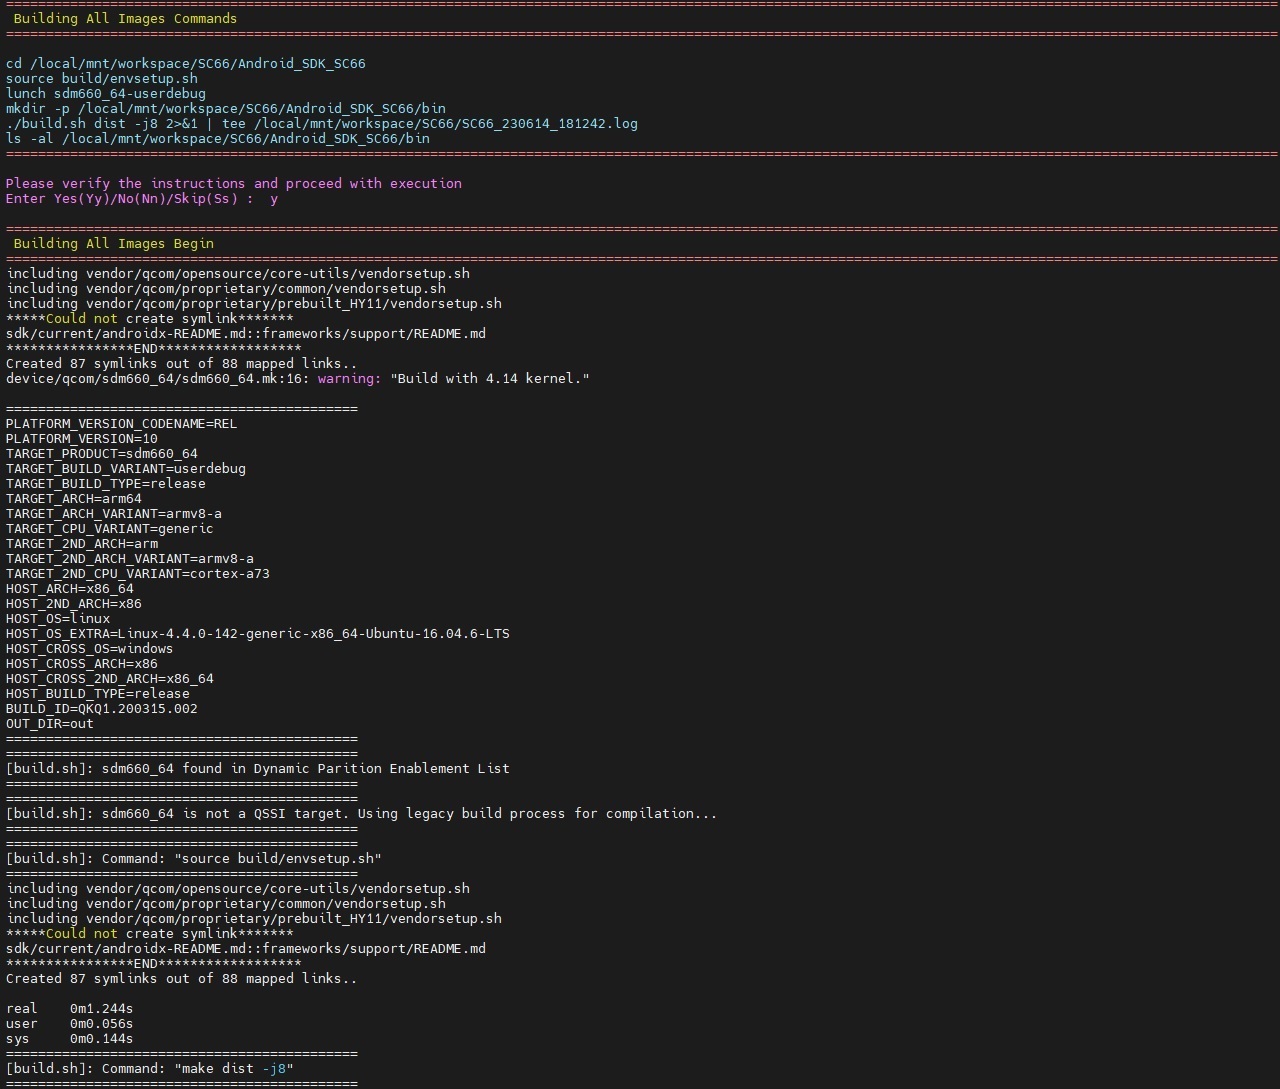 ================================================================================
Building All Images Commands
================================================================================
cd /local/mnt/workspace/SC66/Android_SDK_SC66
source build/envsetup.sh
lunch sdm660_64-userdebug
mkdir -p /local/mnt/workspace/SC66/Android_SDK_SC66/bin
./build.sh dist -j8 2>&1 | tee /local/mnt/workspace/SC66/SC66_230614_181242.log
ls -al /local/mnt/workspace/SC66/Android_SDK_SC66/bin
================================================================================
Please verify the instructions and proceed with execution
Enter Yes(Yy)/No(Nn)/Skip(Ss) :  y
================================================================================
Building All Images Begin
================================================================================
including vendor/qcom/opensource/core-utils/vendorsetup.sh
including vendor/qcom/proprietary/common/vendorsetup.sh
including vendor/qcom/proprietary/prebuilt_HY11/vendorsetup.sh
*****Could not create symlink*******
sdk/current/androidx-README.md::frameworks/support/README.md
****************END******************
Created 87 symlinks out of 88 mapped links..
device/qcom/sdm660_64/sdm660_64.mk:16: warning: "Build with 4.14 kernel."
============================================
PLATFORM_VERSION_CODENAME=REL
PLATFORM_VERSION=10
TARGET_PRODUCT=sdm660_64
TARGET_BUILD_VARIANT=userdebug
TARGET_BUILD_TYPE=release
TARGET_ARCH=arm64
TARGET_ARCH_VARIANT=armv8-a
TARGET_CPU_VARIANT=generic
TARGET_2ND_ARCH=arm
TARGET_2ND_ARCH_VARIANT=armv8-a
TARGET_2ND_CPU_VARIANT=cortex-a73
HOST_ARCH=x86_64
HOST_2ND_ARCH=x86
HOST_OS=linux
HOST_OS_EXTRA=Linux-4.4.0-142-generic-x86_64-Ubuntu-16.04.6-LTS
HOST_CROSS_OS=windows
HOST_CROSS_ARCH=x86
HOST_CROSS_2ND_ARCH=x86_64
HOST_BUILD_TYPE=release
BUILD_ID=QKQ1.200315.002
OUT_DIR=out
============================================
============================================
[build.sh]: sdm660_64 found in Dynamic Parition Enablement List
============================================
============================================
[build.sh]: sdm660_64 is not a QSSI target. Using legacy build process for compilation...
============================================
============================================
[build.sh]: Command: "source build/envsetup.sh"
============================================
including vendor/qcom/opensource/core-utils/vendorsetup.sh
including vendor/qcom/proprietary/common/vendorsetup.sh
including vendor/qcom/proprietary/prebuilt_HY11/vendorsetup.sh
*****Could not create symlink*******
sdk/current/androidx-README.md::frameworks/support/README.md
****************END******************
Created 87 symlinks out of 88 mapped links..
real    0m1.244s
user    0m0.056s
sys     0m0.144s
============================================
[build.sh]: Command: "make dist -j8"
============================================